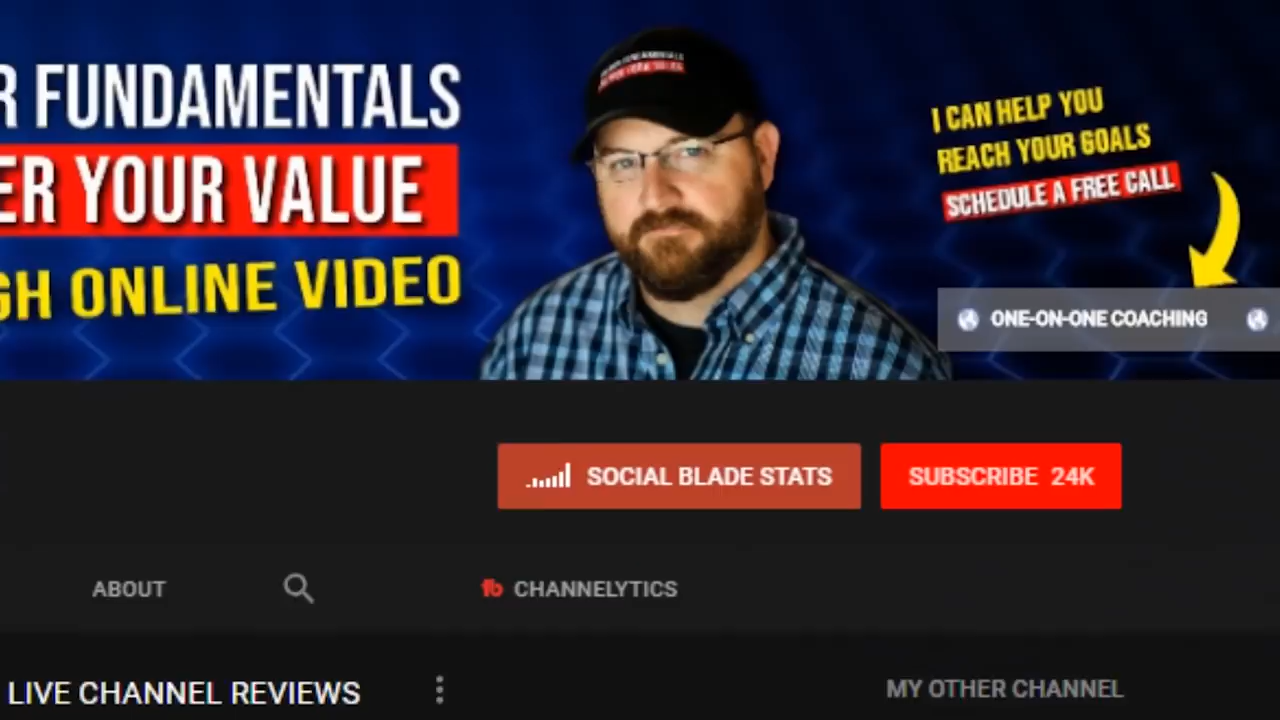 R FUNDAMENTALS
ER YOUR VALUE
GH ONLINE VIDEO
I CAN HELP YOU
REACH YOUR GOALS
SCHEDULE A FREE CALL
ONE-ON-ONE COACHING
SOCIAL BLADE STATS
SUBSCRIBE 24K
ABOUT
tb CHANNELYTICS
LIVE CHANNEL REVIEWS
MY OTHER CHANNEL